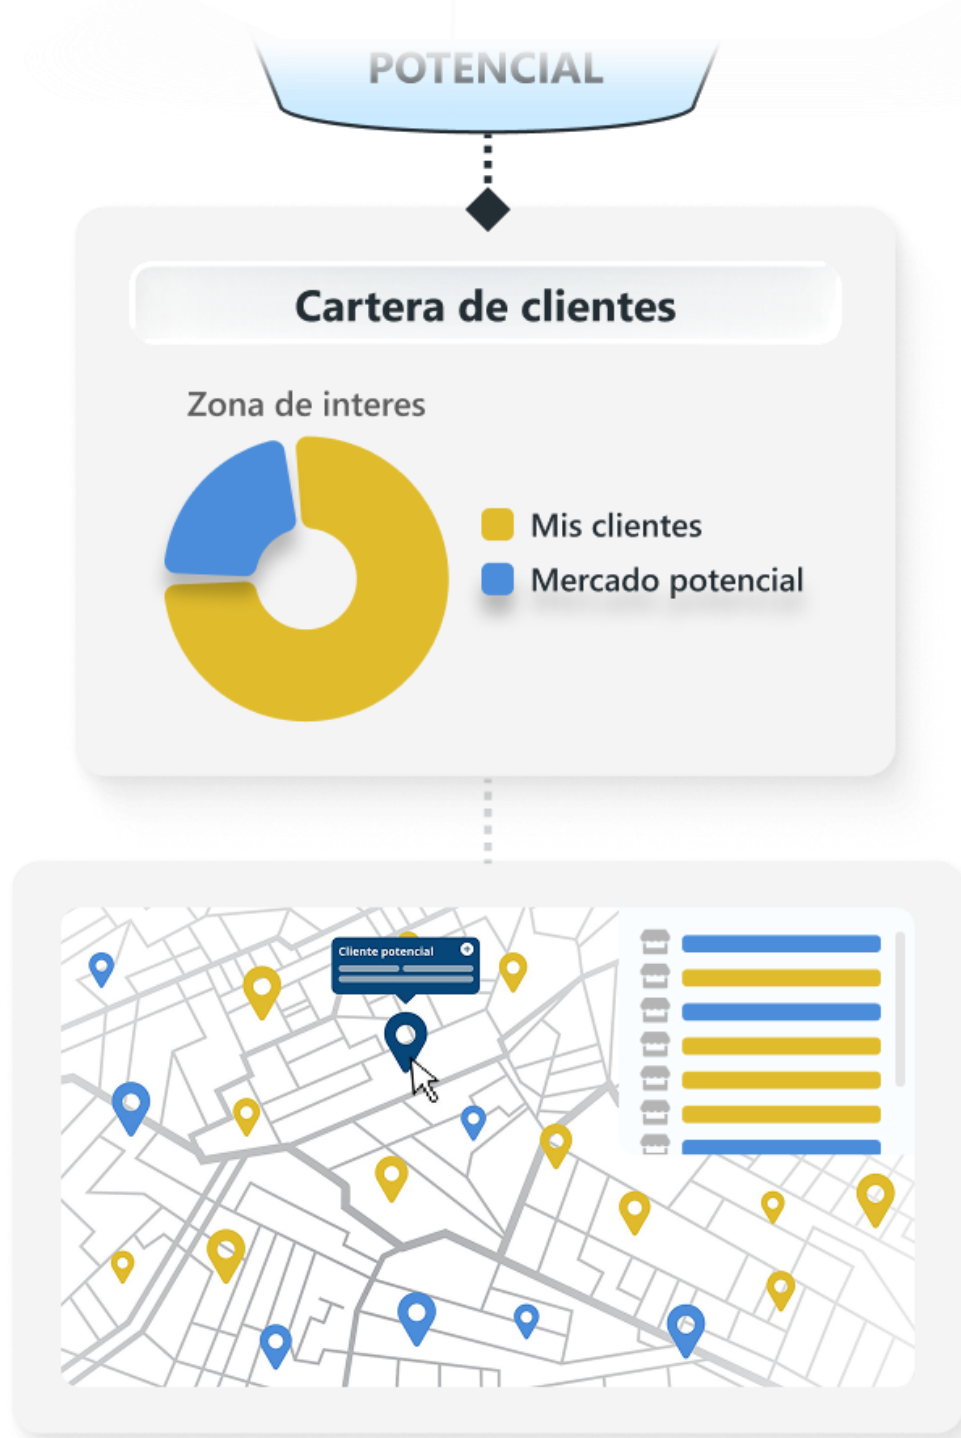 POTENCIAL
Cartera de clientes
Zona de interes
Mis clientes
Mercado potencial
Cliente potencial